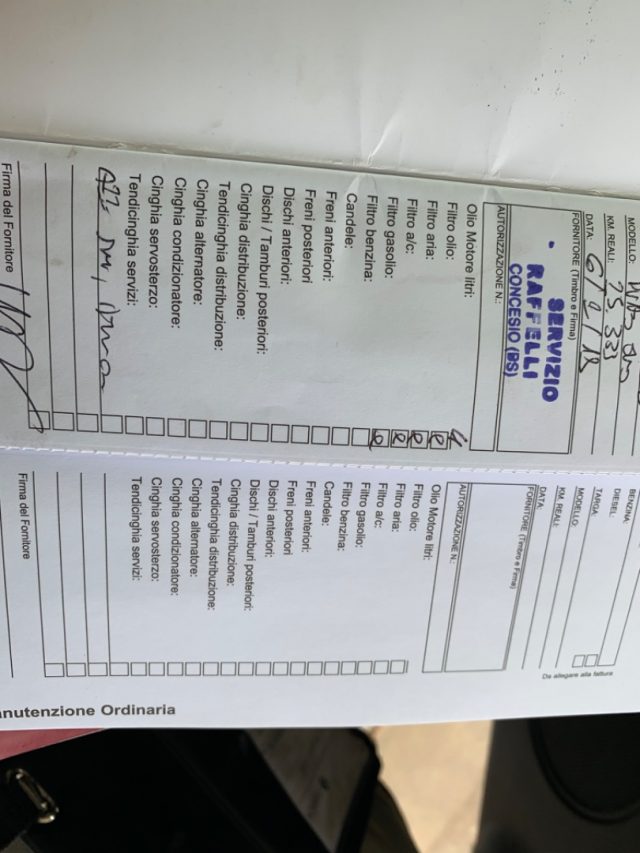 MODELLO:
KM. REALI: 75.333
DATA: 6/2/12
FORNITORE (Timbro e Firma)
SERVIZIO
RAFFELLI
CONCESIO (BS)
AUTORIZZAZIONE N.:
Olio Motore litri: 4
Filtro olio:
Filtro aria:
Filtro a/c:
Filtro gasolio:
Filtro benzina:
Candele:
Freni anteriori:
Freni posteriori
Dischi anteriori:
Dischi / Tamburi posteriori:
Cinghia distribuzione:
Tendicinghia distribuzione:
Cinghia alternatore:
Cinghia condizionatore:
Cinghia servosterzo:
Tendicinghia servizi:
Firma del Fornitore
BENZINA:
DIESEL:
TARGA:
MODELLO:
KM. REALI:
DATA:
FORNITORE (Timbro e Firma)
AUTORIZZAZIONE N.:
Olio Motore litri:
Filtro olio:
Filtro aria:
Filtro a/c:
Filtro gasolio:
Filtro benzina:
Candele:
Freni anteriori:
Freni posteriori
Dischi anteriori:
Dischi / Tamburi posteriori:
Cinghia distribuzione:
Tendicinghia distribuzione:
Cinghia alternatore:
Cinghia condizionatore:
Cinghia servosterzo:
Tendicinghia servizi:
Firma del Fornitore
Da allegare alla fattura
anutenzione Ordinaria